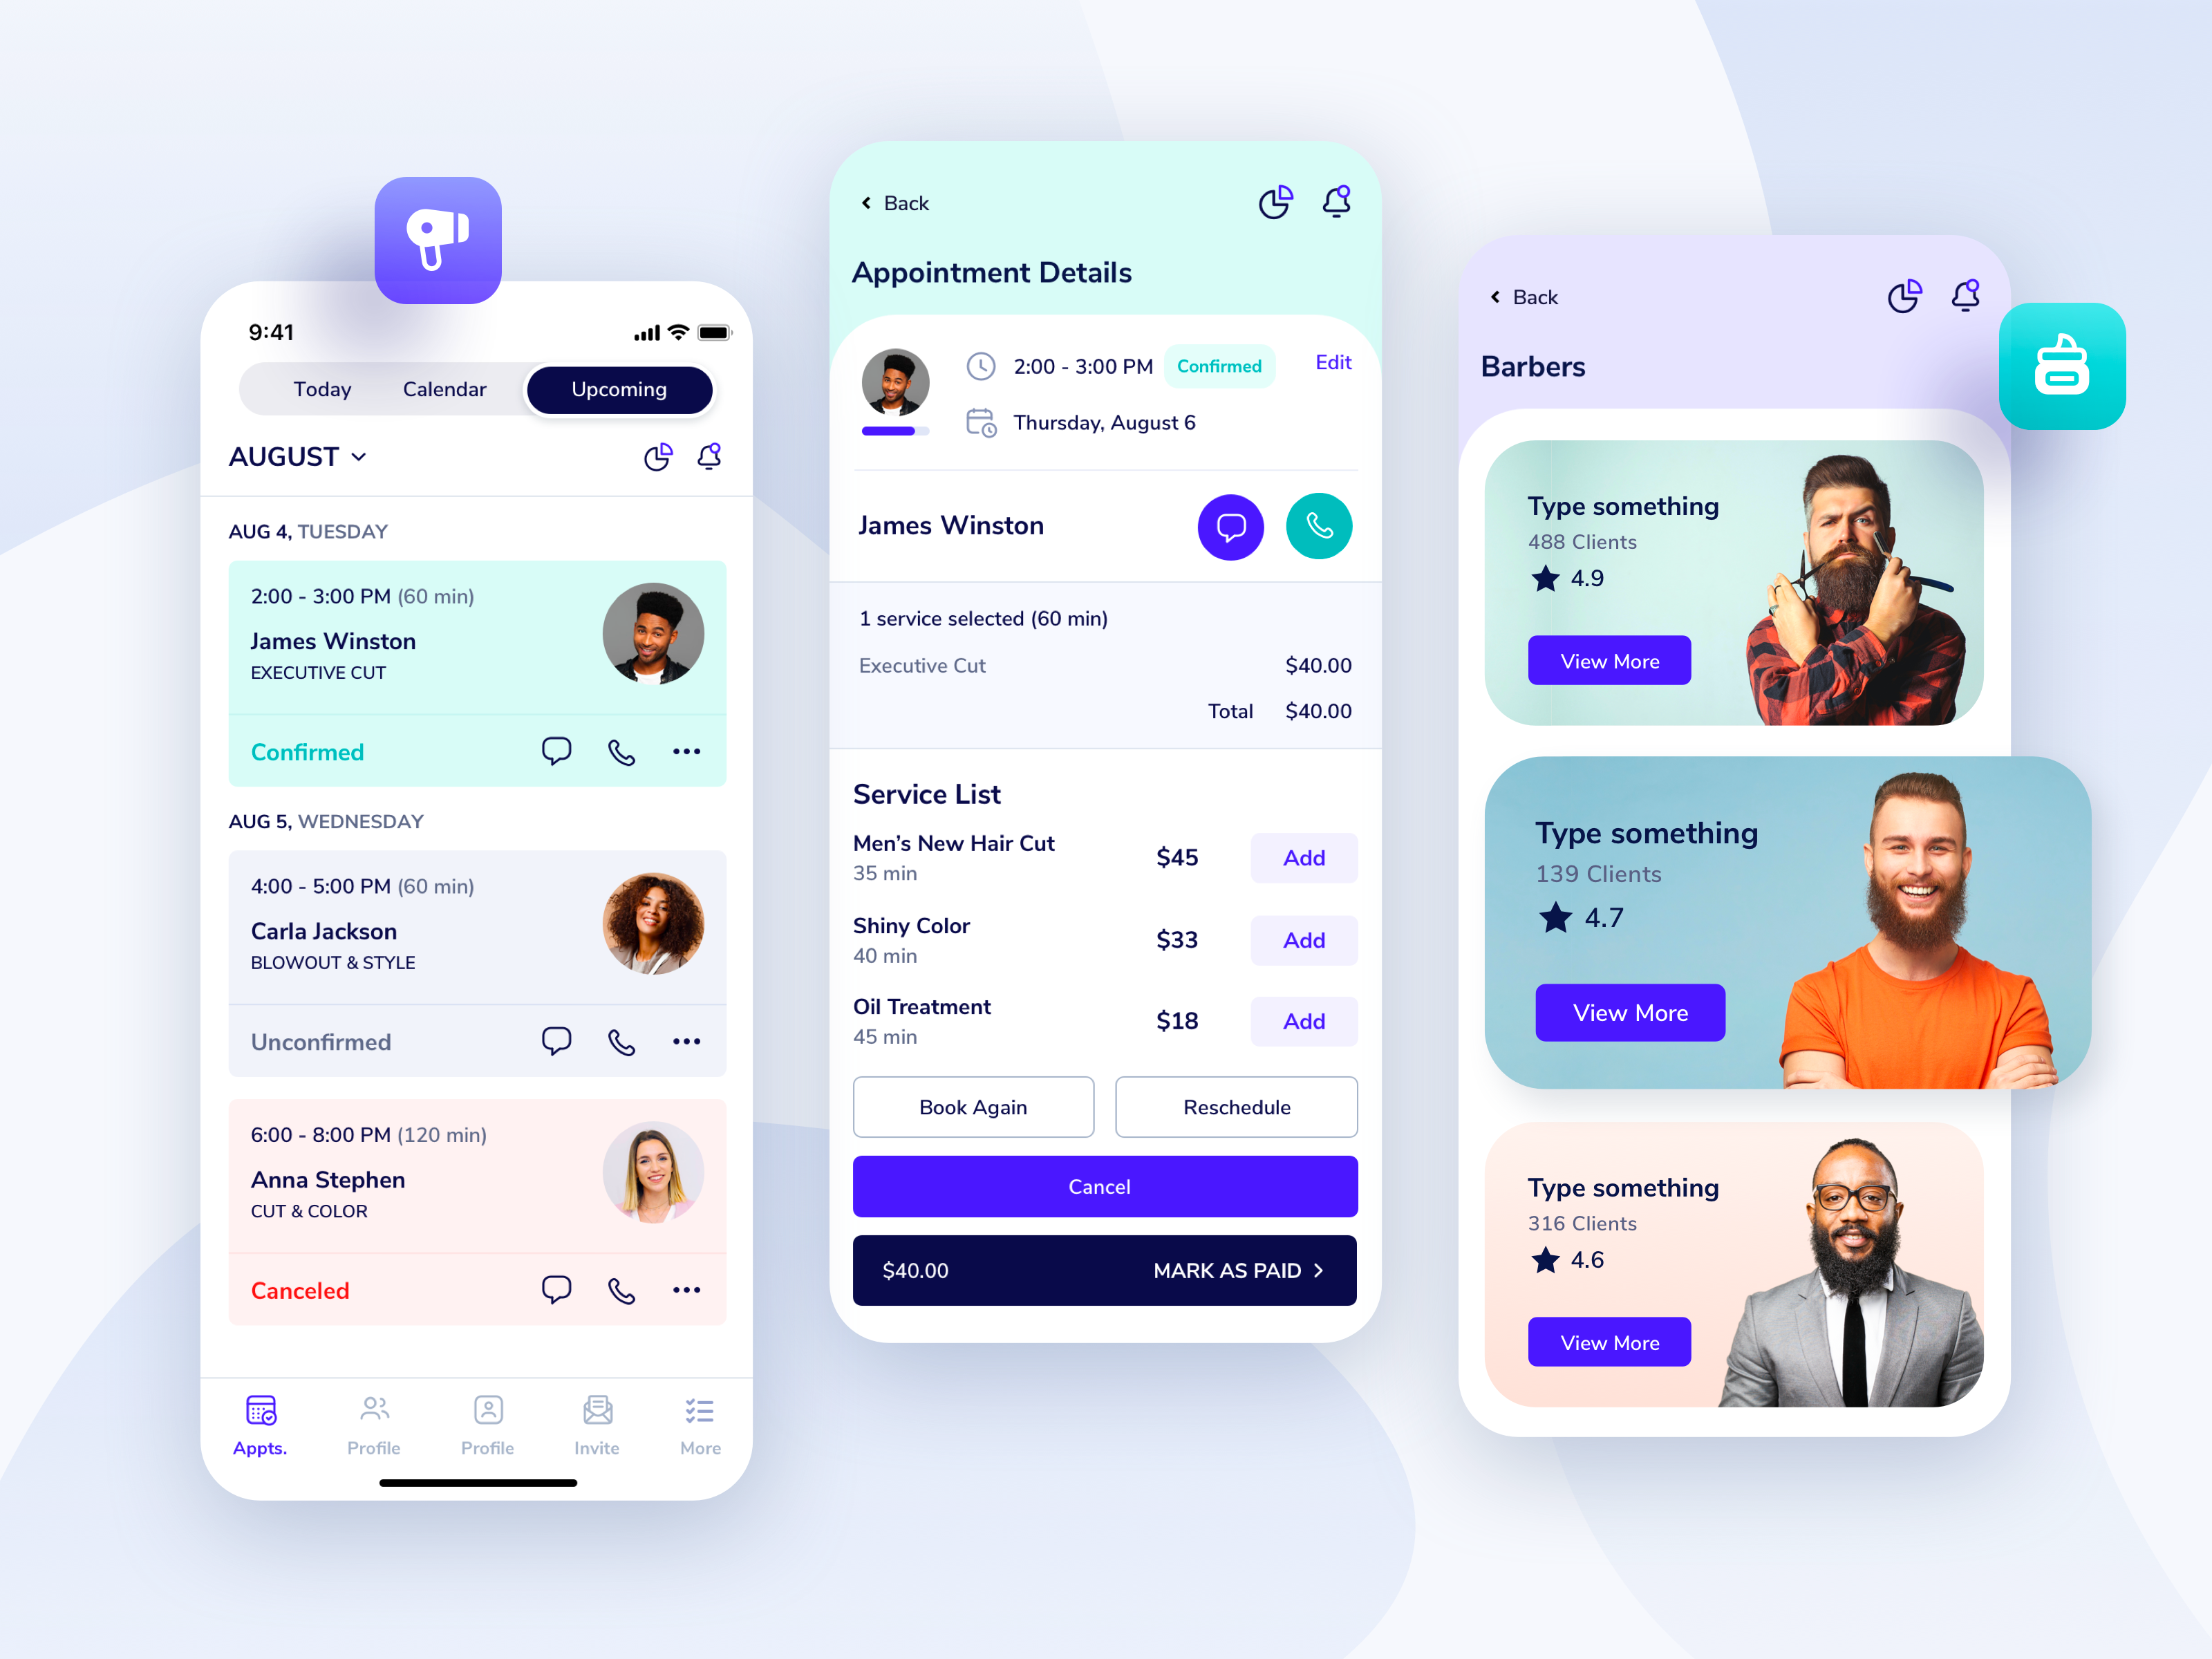 9:41
Today Calendar Upcoming
AUGUST
AUG 4, TUESDAY
2:00 - 3:00 PM (60 min)
James Winston
EXECUTIVE CUT
Confirmed
AUG 5, WEDNESDAY
4:00 - 5:00 PM (60 min)
Carla Jackson
BLOWOUT & STYLE
Unconfirmed
6:00 - 8:00 PM (120 min)
Anna Stephen
CUT & COLOR
Canceled
Appts. Profile Profile Invite More
Back
Appointment Details
2:00 - 3:00 PM Confirmed Edit
Thursday, August 6
James Winston
1 service selected (60 min)
Executive Cut $40.00
Total $40.00
Service List
Men’s New Hair Cut $45 Add
35 min
Shiny Color $33 Add
40 min
Oil Treatment $18 Add
45 min
Book Again Reschedule
Cancel
$40.00 MARK AS PAID
Back
Barbers
Type something
488 Clients
4.9
View More
Type something
139 Clients
4.7
View More
Type something
316 Clients
4.6
View More